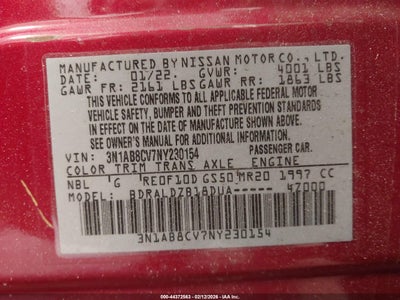 MANUFACTURED BY NISSAN MOTOR CO., LTD.
DATE: 01/22. GVWR: 4001 LBS
GAWR FR: 2161 LBS GAWR RR: 1863 LBS
THIS VEHICLE CONFORMS TO ALL APPLICABLE FEDERAL MOTOR
VEHICLE SAFETY, BUMPER AND THEFT PREVENTION STANDARDS
IN EFFECT ON THE DATE OF MANUFACTURE SHOWN ABOVE.
SEE OWNER'S MANUAL FOR ADDITIONAL INFORMATION.
VIN: 3N1AB8CV7NY230154 PASSENGER CAR.
COLOR TRIM TRANS AXLE ENGINE
NBL G RE0F10D GS50 MR20 1997 CC
MODEL: BDRALDZB18DUA----- 47000
3N1AB8CV7NY230154
000-44372563 - 02/12/2026 - IAA, Inc.